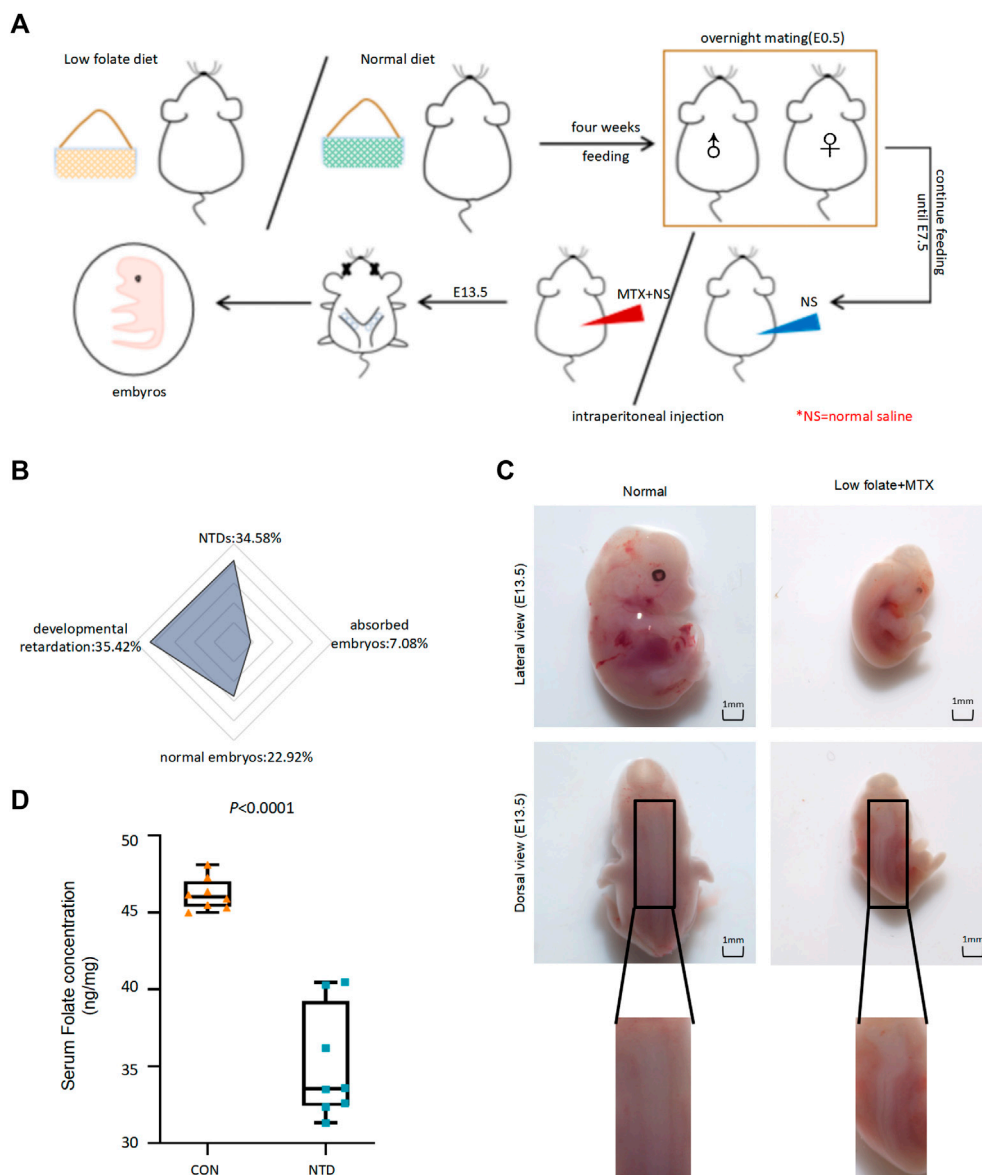 A
Low folate diet
Normal diet
overnight mating(E0.5)
four weeks
feeding
♂
♀
continue feeding
until E7.5
MTX+NS
NS
E13.5
embyros
intraperitoneal injection
*NS=normal saline
B
NTDs:34.58%
developmental
retardation:35.42%
absorbed
embryos:7.08%
normal embryos:22.92%
C
Normal
Low folate+MTX
Lateral view (E13.5)
1mm
1mm
Dorsal view (E13.5)
1mm
1mm
D
P<0.0001
Serum Folate concentration
(ng/mg)
50
45
40
35
30
CON
NTD